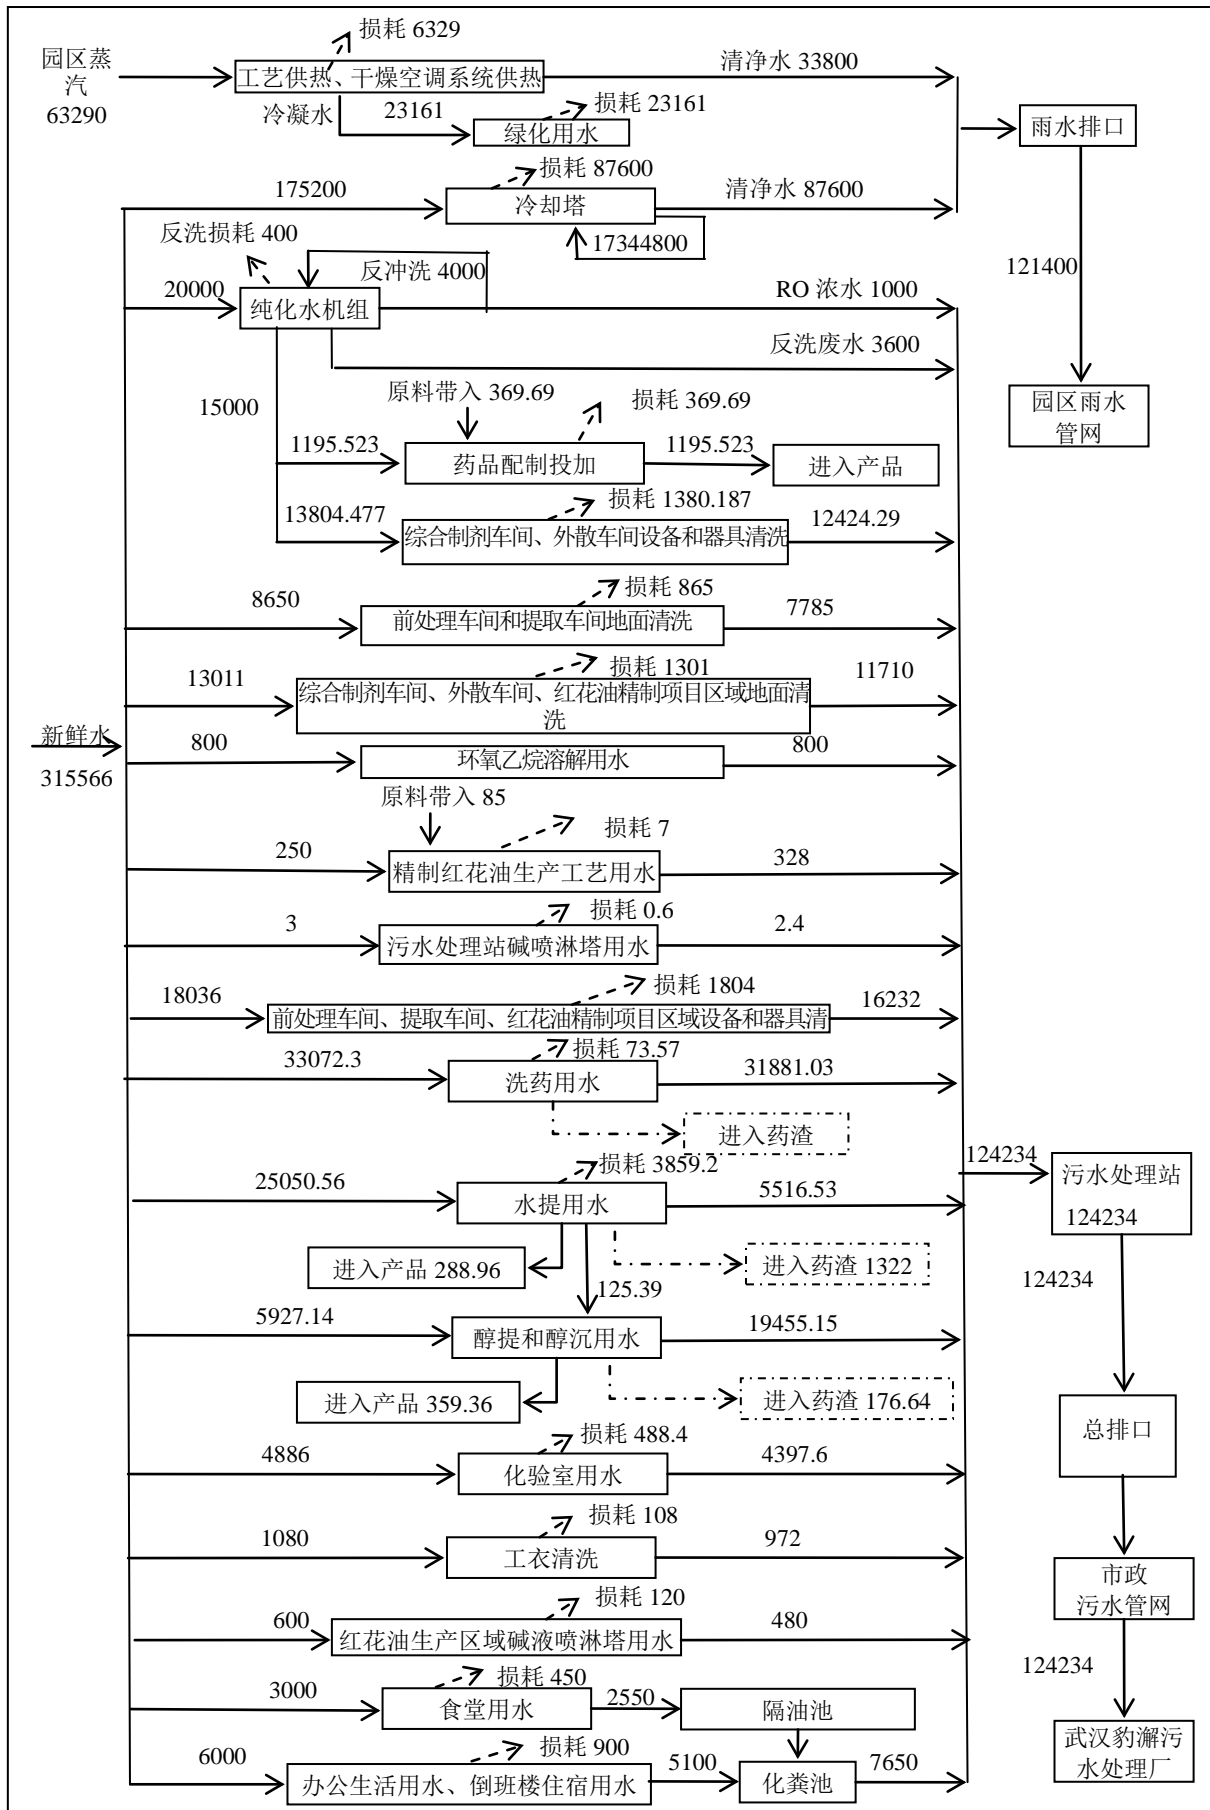 损耗 6329
园区蒸
汽
63290
工艺供热、干燥空调系统供热
清净水 33800
冷凝水
23161
损耗 23161
绿化用水
雨水排口
175200
损耗 87600
冷却塔
清净水 87600
17344800
反洗损耗 400
反冲洗 4000
121400
20000
纯化水机组
RO 浓水 1000
反洗废水 3600
15000
原料带入 369.69
损耗 369.69
园区雨水
管网
1195.523
药品配制投加
1195.523
进入产品
13804.477
损耗 1380.187
综合制剂车间、外散车间设备和器具清洗
12424.29
8650
损耗 865
前处理车间和提取车间地面清洗
7785
13011
损耗 1301
综合制剂车间、外散车间、红花油精制项目区域地面清
洗
11710
新鲜水
315566
800
环氧乙烷溶解用水
800
原料带入 85
损耗 7
250
精制红花油生产工艺用水
328
3
损耗 0.6
污水处理站碱喷淋塔用水
2.4
18036
损耗 1804
前处理车间、提取车间、红花油精制项目区域设备和器具清
16232
33072.3
损耗 73.57
洗药用水
31881.03
进入药渣
25050.56
损耗 3859.2
水提用水
5516.53
124234
污水处理站
124234
进入产品 288.96
进入药渣 1322
125.39
124234
5927.14
醇提和醇沉用水
19455.15
进入产品 359.36
进入药渣 176.64
总排口
4886
损耗 488.4
化验室用水
4397.6
1080
损耗 108
工衣清洗
972
市政
污水管网
600
损耗 120
红花油生产区域碱液喷淋塔用水
480
124234
3000
损耗 450
食堂用水
2550
隔油池
武汉豹澥污
水处理厂
6000
损耗 900
办公生活用水、倒班楼住宿用水
5100
化粪池
7650